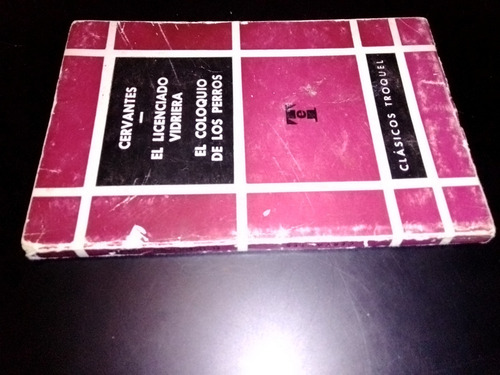 CERVANTES
EL LICENCIADO
VIDRIERA
EL COLOQUIO
DE LOS PERROS
CLÁSICOS TROQUEL